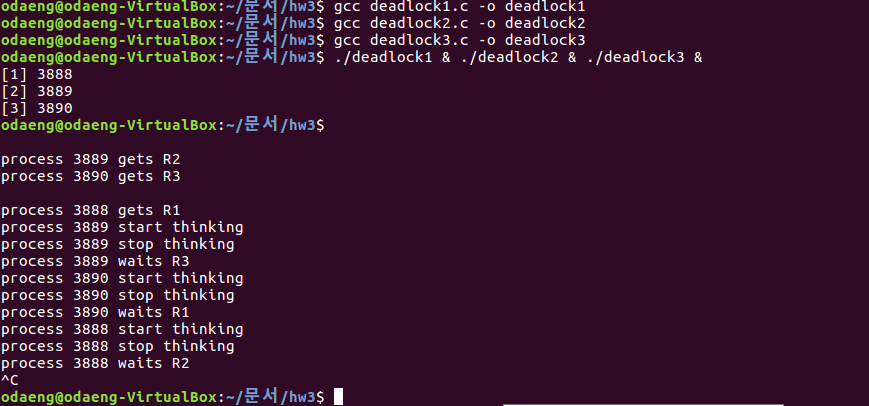 odaeng@odaeng-VirtualBox:~/문서/hw3$ gcc deadlock1.c -o deadlock1
odaeng@odaeng-VirtualBox:~/문서/hw3$ gcc deadlock2.c -o deadlock2
odaeng@odaeng-VirtualBox:~/문서/hw3$ gcc deadlock3.c -o deadlock3
odaeng@odaeng-VirtualBox:~/문서/hw3$ ./deadlock1 & ./deadlock2 & ./deadlock3 &
[1] 3888
[2] 3889
[3] 3890
odaeng@odaeng-VirtualBox:~/문서/hw3$
process 3889 gets R2
process 3890 gets R3
process 3888 gets R1
process 3889 start thinking
process 3889 stop thinking
process 3889 waits R3
process 3890 start thinking
process 3890 stop thinking
process 3890 waits R1
process 3888 start thinking
process 3888 stop thinking
process 3888 waits R2
^C
odaeng@odaeng-VirtualBox:~/문서/hw3$